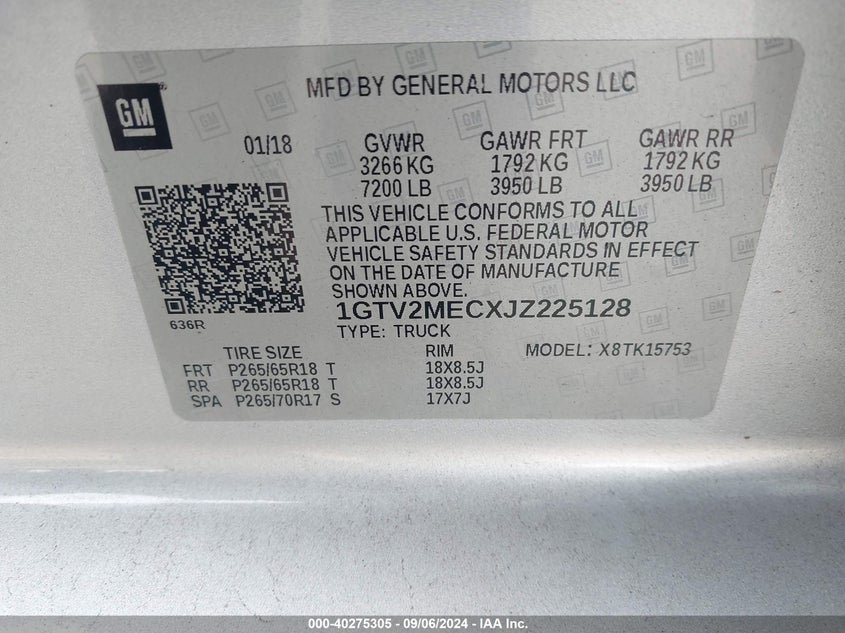 GM
MFD BY GENERAL MOTORS LLC
01/18 GVWR GAWR FRT GAWR RR
3266 KG 1792 KG 1792 KG
7200 LB 3950 LB 3950 LB
THIS VEHICLE CONFORMS TO ALL
APPLICABLE U.S. FEDERAL MOTOR
VEHICLE SAFETY STANDARDS IN EFFECT
ON THE DATE OF MANUFACTURE
SHOWN ABOVE.
1GTV2MECXJZ225128
636R
TYPE: TRUCK
TIRE SIZE RIM MODEL: X8TK15753
FRT P265/65R18 T 18X8.5J
RR P265/65R18 T 18X8.5J
SPA P265/70R17 S 17X7J
000-40275305 - 09/06/2024 - IAA Inc.